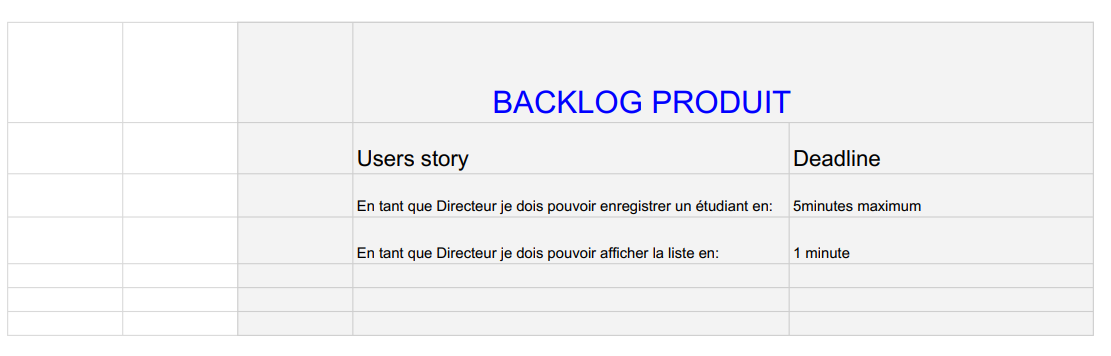 BACKLOG PRODUIT
Users story Deadline
En tant que Directeur je dois pouvoir enregistrer un étudiant en: 5minutes maximum
En tant que Directeur je dois pouvoir afficher la liste en: 1 minute